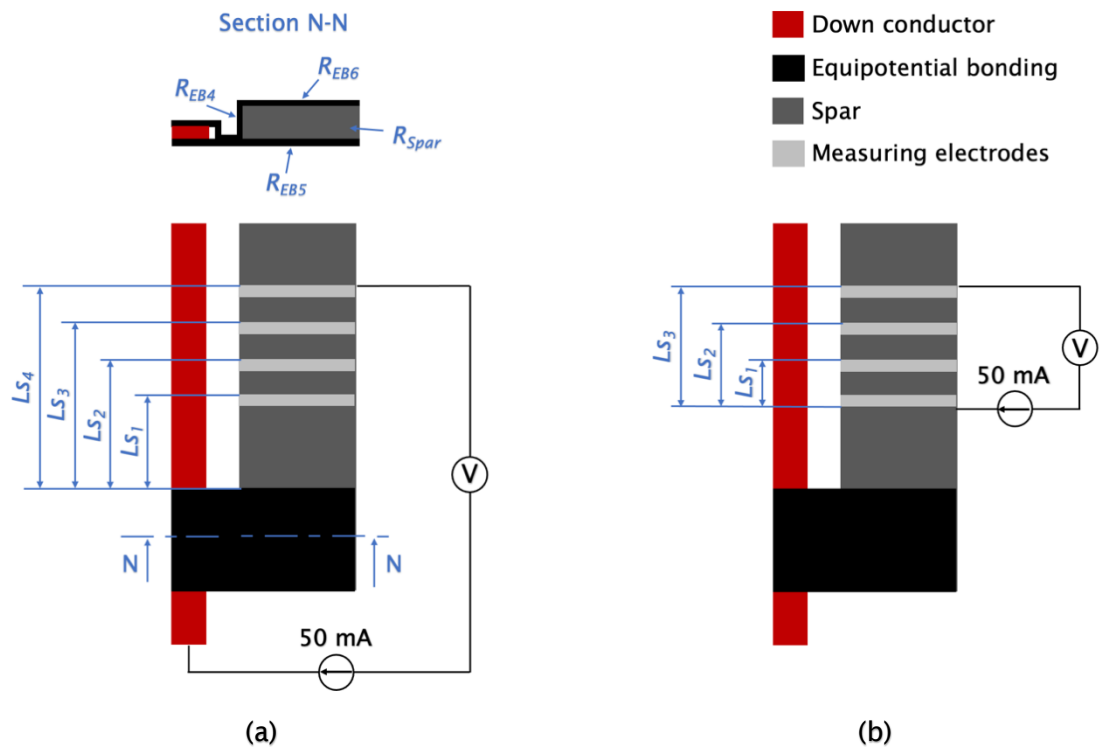 Section N-N
R_EB6
R_EB4
R_Spar
R_EB5
Down conductor
Equipotential bonding
Spar
Measuring electrodes
Ls₄
Ls₃
Ls₂
Ls₁
V
N
N
50 mA
(a)
Ls₃
Ls₂
Ls₁
V
50 mA
(b)